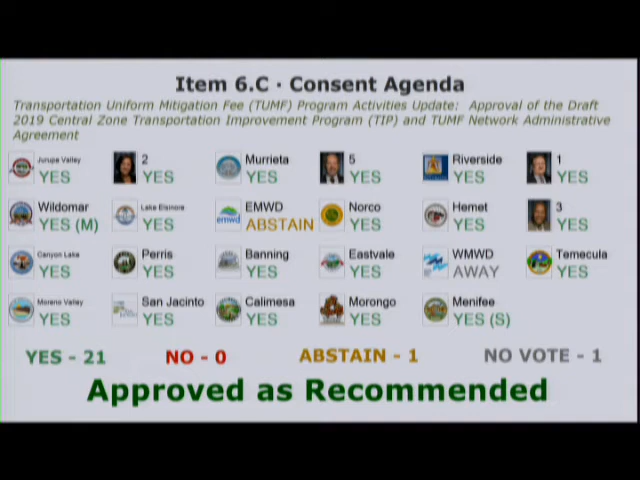 Item 6.C · Consent Agenda
Transportation Uniform Mitigation Fee (TUMF) Program Activities Update: Approval of the Draft
2019 Central Zone Transportation Improvement Program (TIP) and TUMF Network Administrative
Agreement
Jurupa Valley 2 Murrieta 5 Riverside 1
YES YES YES YES YES YES
Wildomar Lake Elsinore EMWD Norco Hemet 3
YES (M) YES ABSTAIN YES YES YES
Canyon Lake Perris Banning Eastvale WMWD Temecula
YES YES YES YES AWAY YES
Moreno Valley San Jacinto Calimesa Morongo Menifee
YES YES YES YES YES (S)
YES - 21 NO - 0 ABSTAIN - 1 NO VOTE - 1
Approved as Recommended